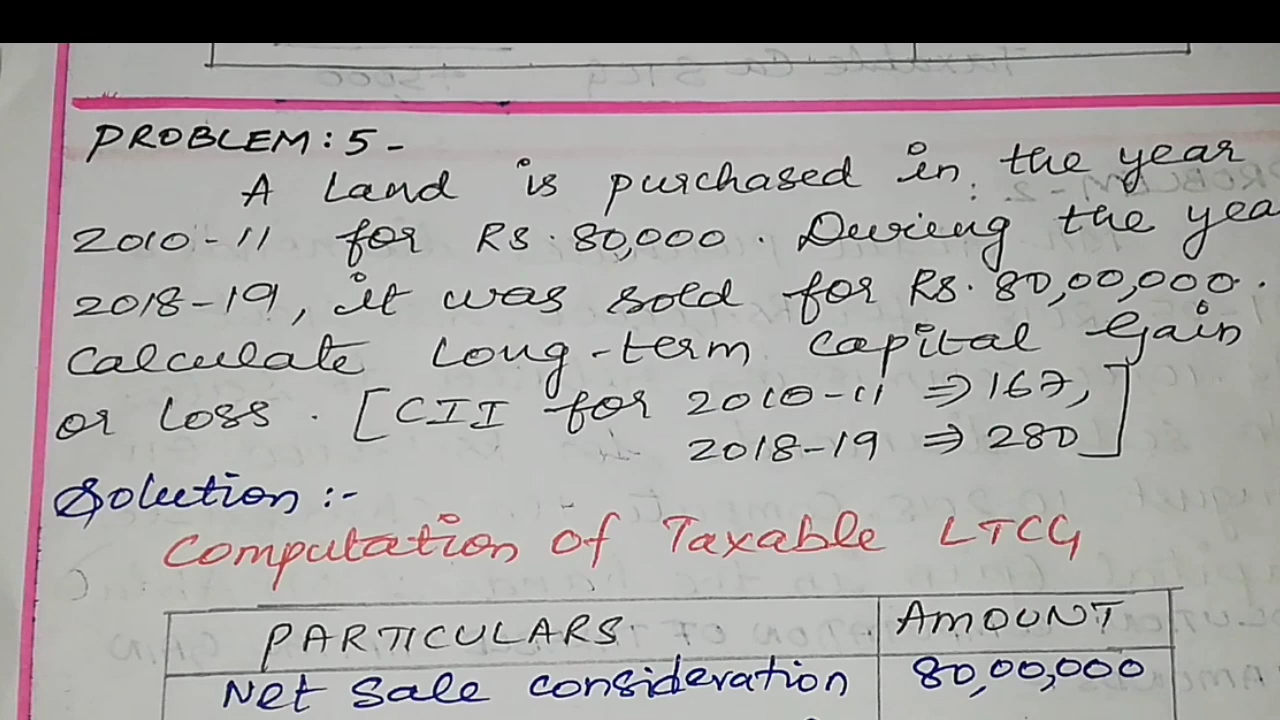 PROBLEM: 5 -
A Land is purchased in the year
2010-11 for RS. 80,000. During the yea
2018-19, it was sold for RS. 80,00,000.
Calculate Long-term capital Gain
or Loss. [CII for 2010-11 ⇒ 167,
2018-19 ⇒ 280]
Solution :-
Computation of Taxable LTCG
PARTICULARS AMOUNT
Net Sale consideration 80,00,000